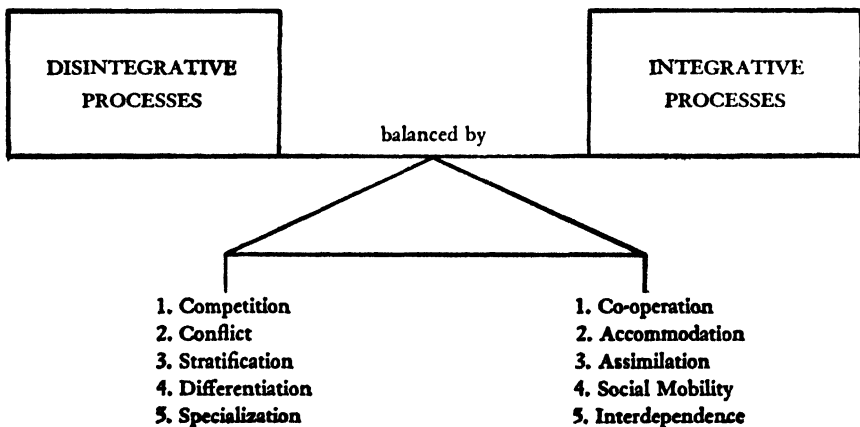 DISINTEGRATIVE
PROCESSES
INTEGRATIVE
PROCESSES
balanced by
1. Competition
2. Conflict
3. Stratification
4. Differentiation
5. Specialization
1. Co-operation
2. Accommodation
3. Assimilation
4. Social Mobility
5. Interdependence